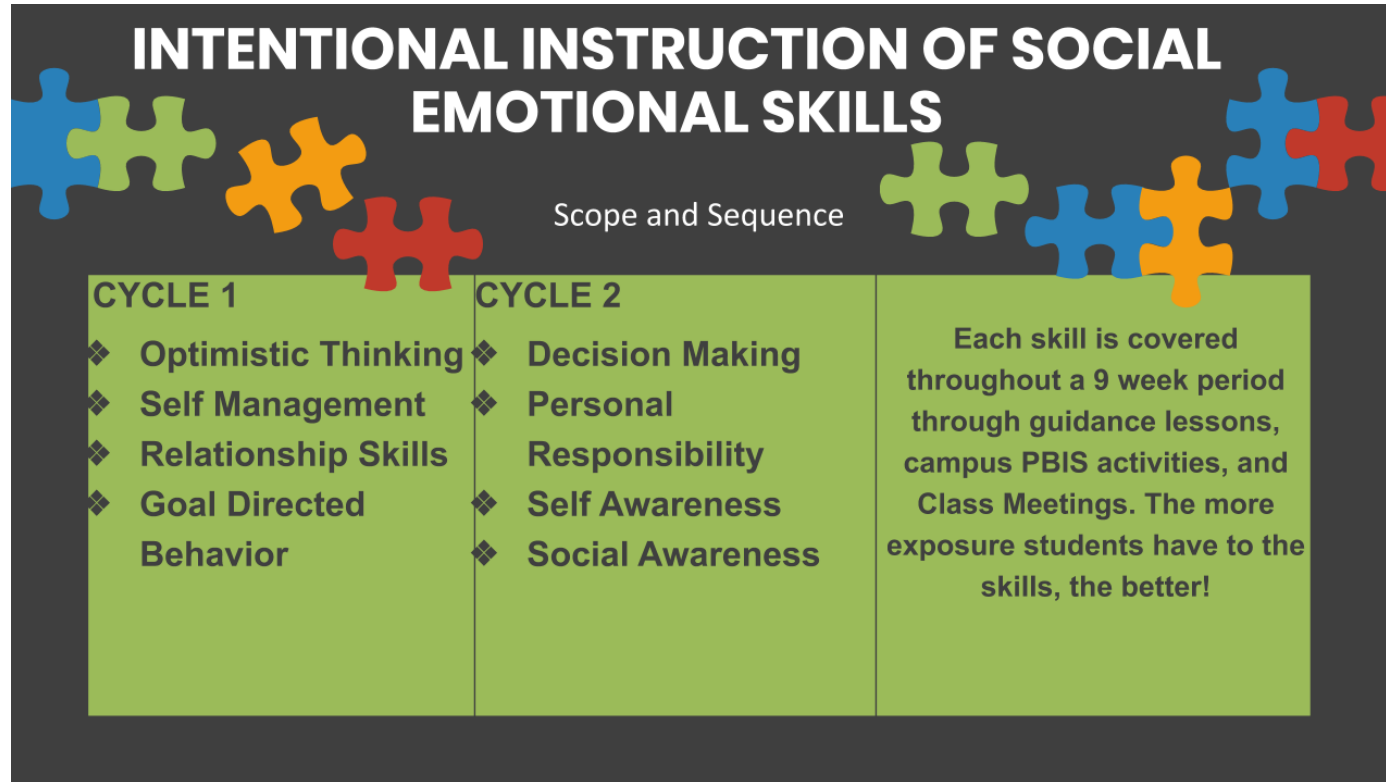 INTENTIONAL INSTRUCTION OF SOCIAL
EMOTIONAL SKILLS
Scope and Sequence
CYCLE 1
❖ Optimistic Thinking
❖ Self Management
❖ Relationship Skills
❖ Goal Directed
Behavior
CYCLE 2
❖ Decision Making
❖ Personal
Responsibility
❖ Self Awareness
❖ Social Awareness
Each skill is covered
throughout a 9 week period
through guidance lessons,
campus PBIS activities, and
Class Meetings. The more
exposure students have to the
skills, the better!